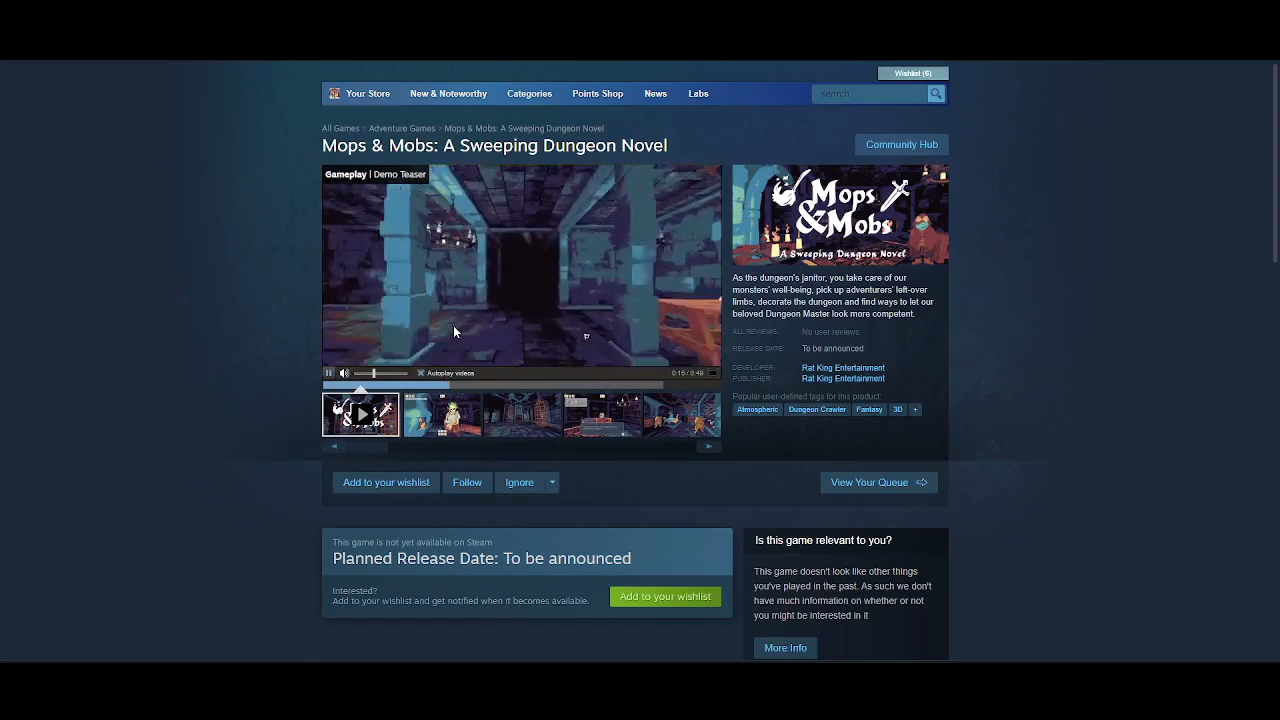 Wishlist (6)
Your Store New & Noteworthy Categories Points Shop News Labs search
All Games > Adventure Games > Mops & Mobs: A Sweeping Dungeon Novel
Mops & Mobs: A Sweeping Dungeon Novel
Community Hub
Gameplay | Demo Teaser
Autoplay videos 0:16 / 0:49
Mops
&Mobs
A Sweeping Dungeon Novel
As the dungeon's janitor, you take care of our
monsters' well-being, pick up adventurers' left-over
limbs, decorate the dungeon and find ways to let our
beloved Dungeon Master look more competent.
ALL REVIEWS: No user reviews
RELEASE DATE: To be announced
DEVELOPER: Rat King Entertainment
PUBLISHER: Rat King Entertainment
Popular user-defined tags for this product:
Atmospheric Dungeon Crawler Fantasy 3D +
Add to your wishlist Follow Ignore View Your Queue
This game is not yet available on Steam
Planned Release Date: To be announced
Interested?
Add to your wishlist and get notified when it becomes available.
Add to your wishlist
Is this game relevant to you?
This game doesn't look like other things
you've played in the past. As such we don't
have much information on whether or not
you might be interested in it
More Info